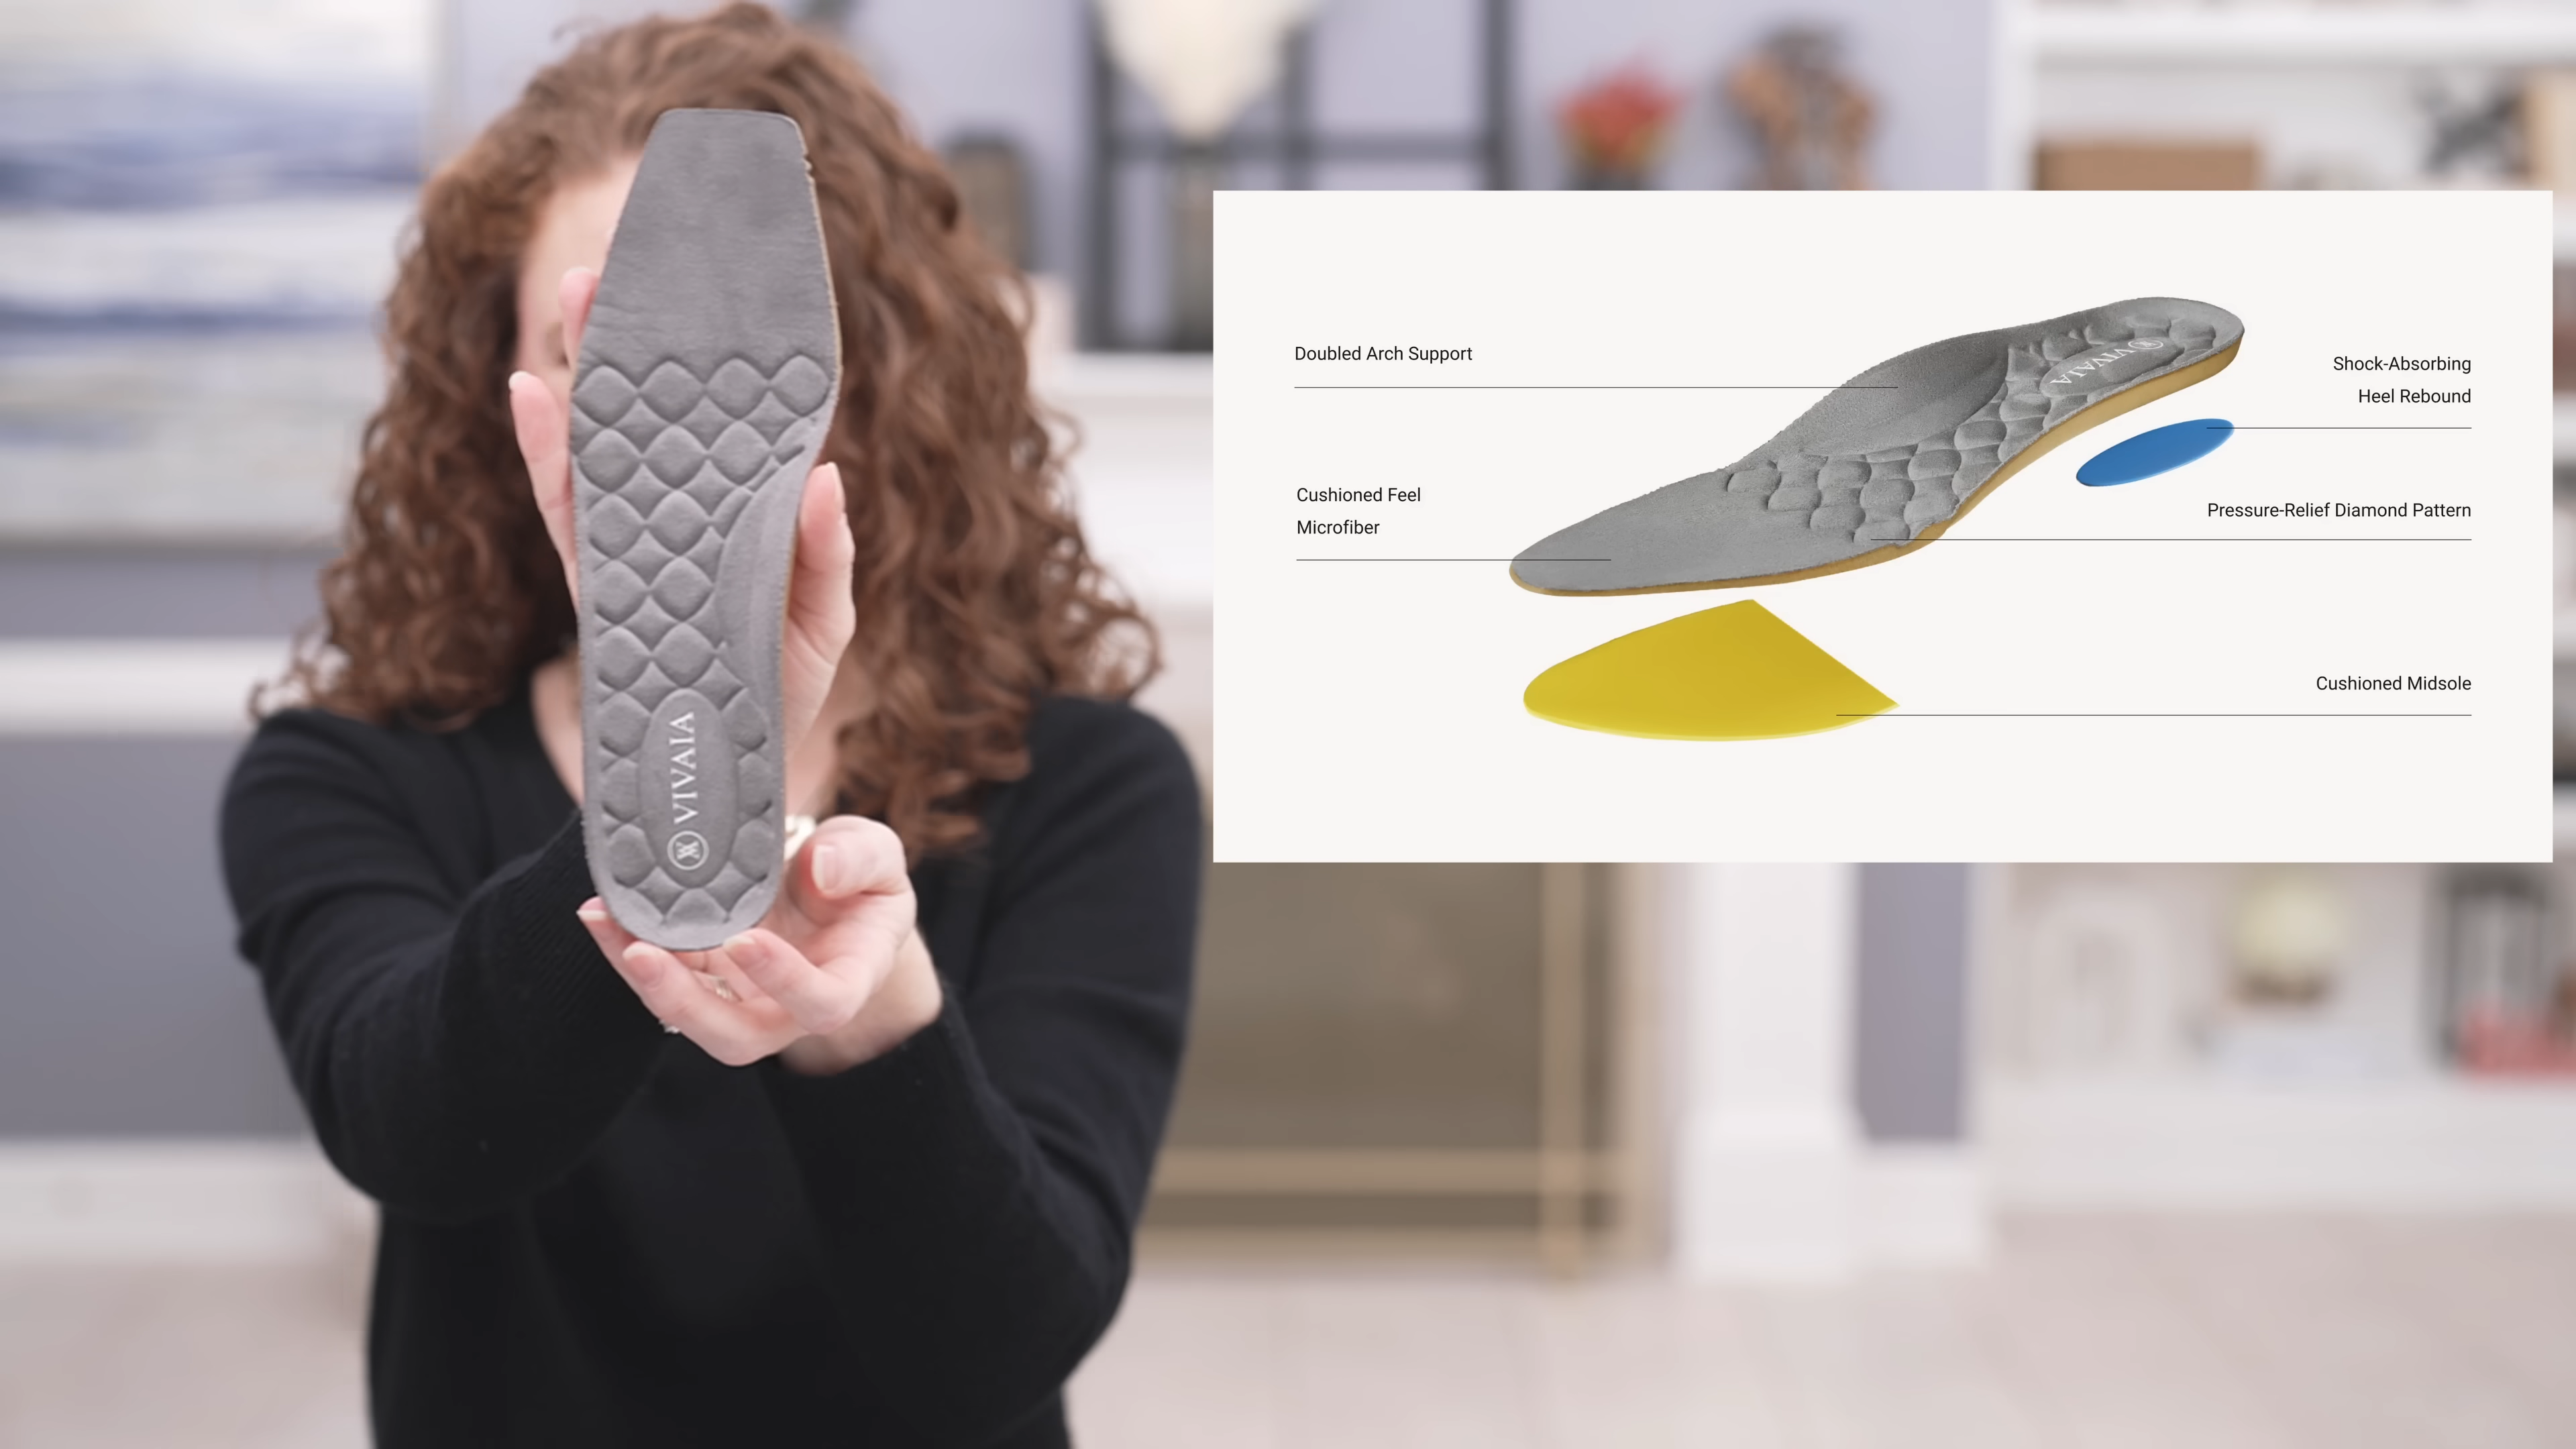 VIVAIA
Doubled Arch Support
Cushioned Feel
Microfiber
VIVAIA
Shock-Absorbing
Heel Rebound
Pressure-Relief Diamond Pattern
Cushioned Midsole